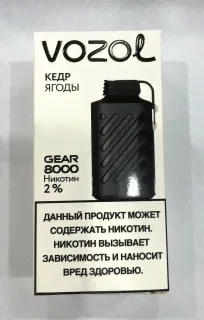 VOZOL
КЕДР
ЯГОДЫ
GEAR
8000
Никотин
2 %
ДАННЫЙ ПРОДУКТ МОЖЕТ
СОДЕРЖАТЬ НИКОТИН.
НИКОТИН ВЫЗЫВАЕТ
ЗАВИСИМОСТЬ И НАНОСИТ
ВРЕД ЗДОРОВЬЮ.